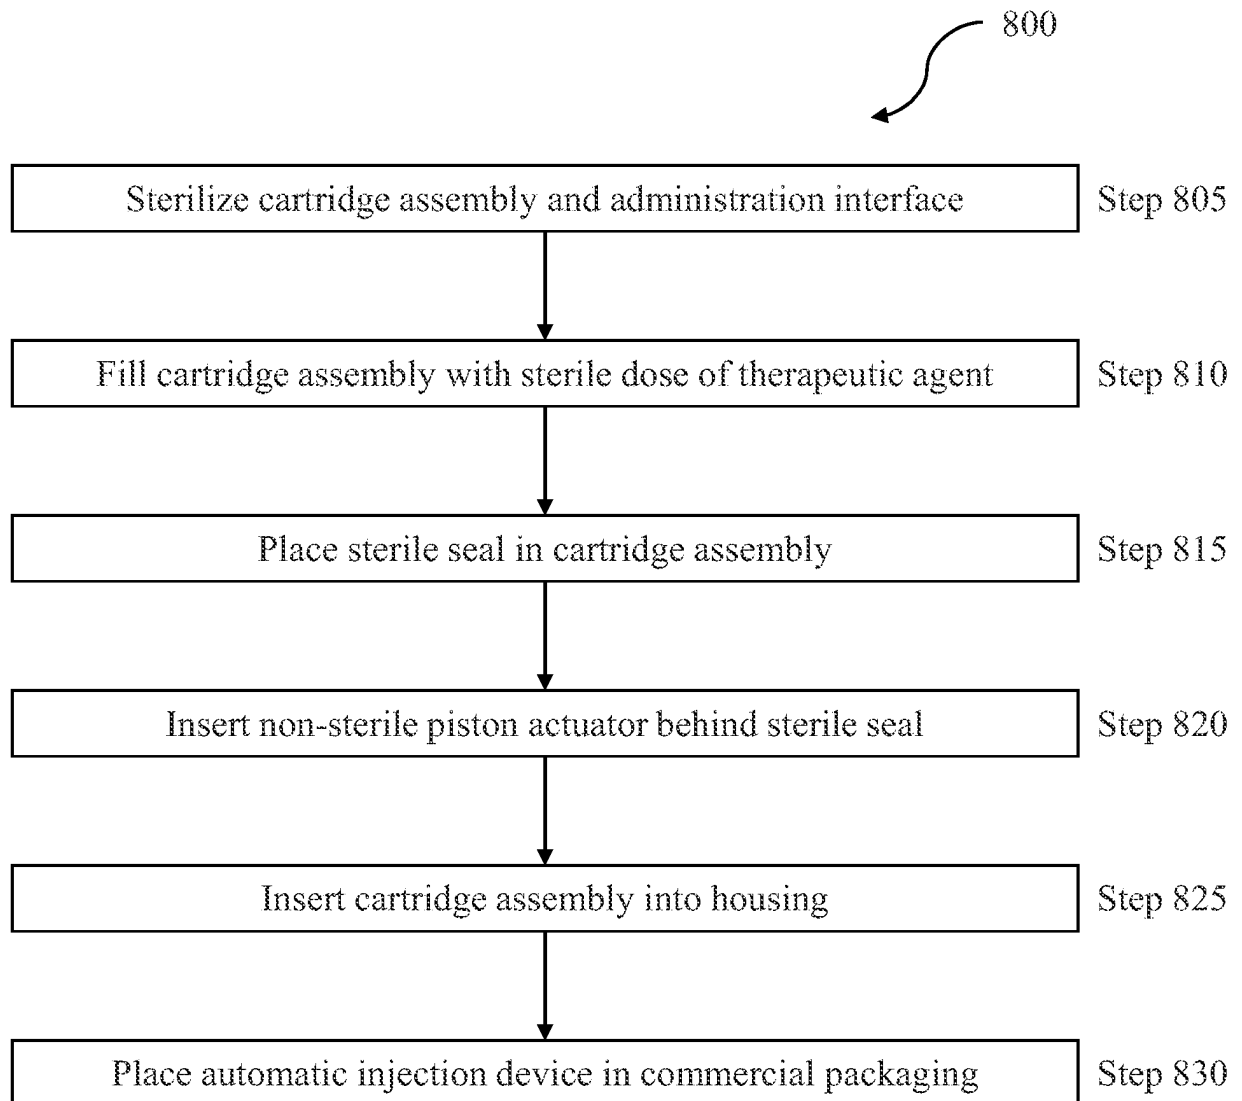 800
Sterilize cartridge assembly and administration interface Step 805
Fill cartridge assembly with sterile dose of therapeutic agent Step 810
Place sterile seal in cartridge assembly Step 815
Insert non-sterile piston actuator behind sterile seal Step 820
Insert cartridge assembly into housing Step 825
Place automatic injection device in commercial packaging Step 830